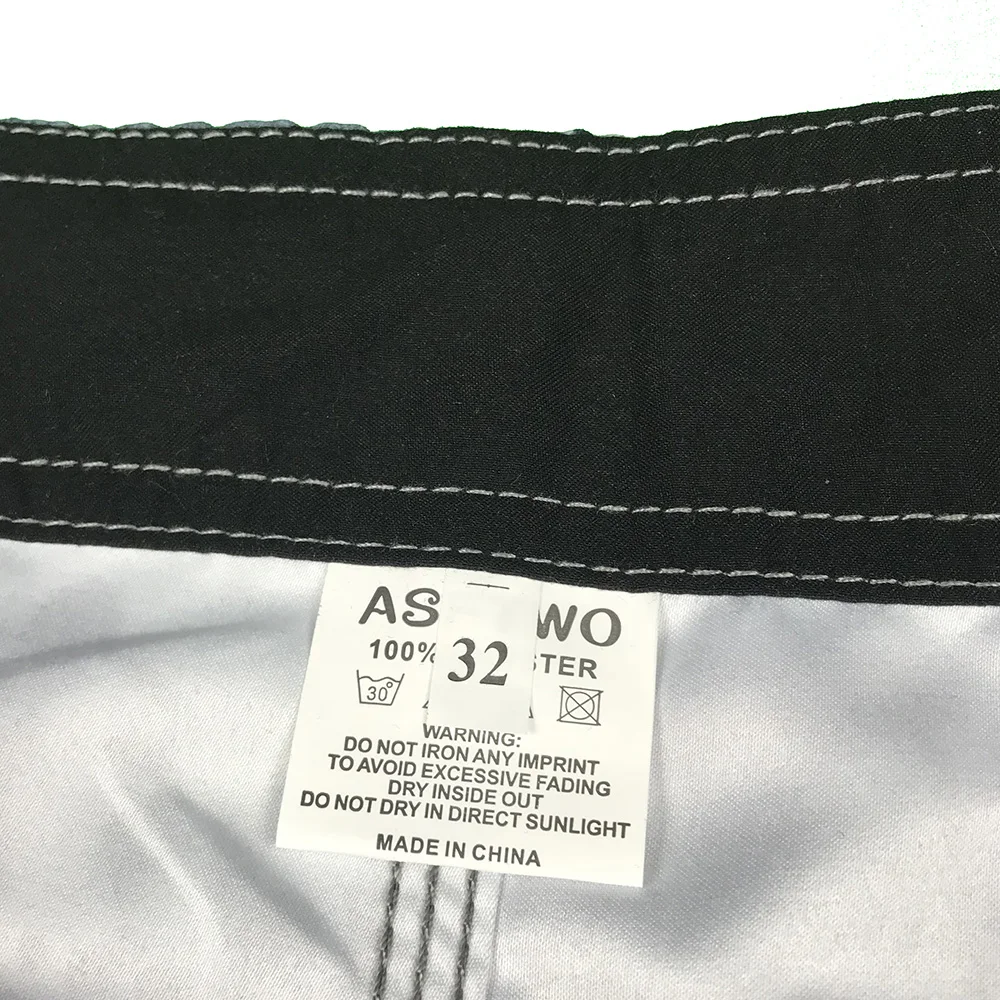 AS WO
32
100% STER
30°
WARNING:
DO NOT IRON ANY IMPRINT
TO AVOID EXCESSIVE FADING
DRY INSIDE OUT
DO NOT DRY IN DIRECT SUNLIGHT
MADE IN CHINA